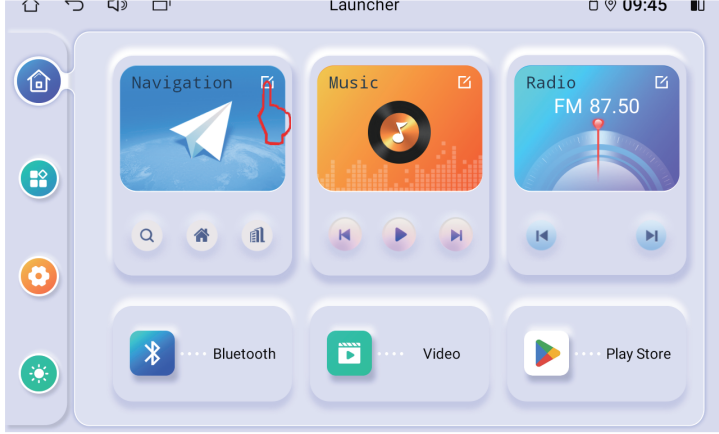 Launcher
09:45
Navigation
Music
Radio
FM 87.50
Bluetooth
Video
Play Store